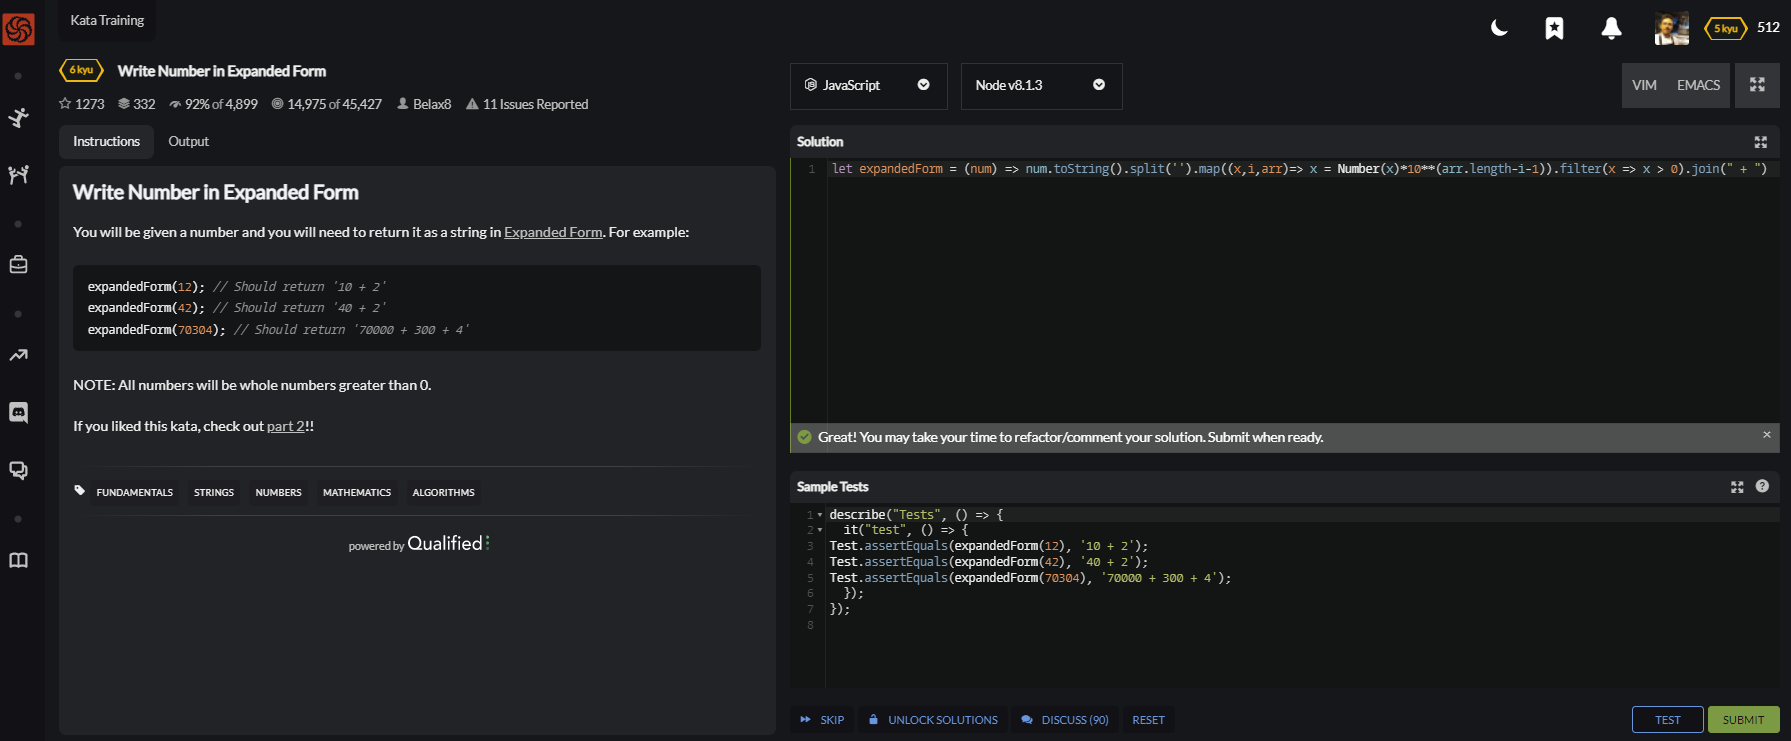 Kata Training
5 kyu 512
6 kyu Write Number in Expanded Form
1273 332 92% of 4,899 14,975 of 45,427 Belax8 11 Issues Reported
Instructions Output
Write Number in Expanded Form
You will be given a number and you will need to return it as a string in Expanded Form. For example:
expandedForm(12); // Should return '10 + 2'
expandedForm(42); // Should return '40 + 2'
expandedForm(70304); // Should return '70000 + 300 + 4'
NOTE: All numbers will be whole numbers greater than 0.
If you liked this kata, check out part 2!!
FUNDAMENTALS STRINGS NUMBERS MATHEMATICS ALGORITHMS
powered by Qualified
JavaScript Node v8.1.3 VIM EMACS
Solution
1 let expandedForm = (num) => num.toString().split('').map((x,i,arr)=> x = Number(x)*10**(arr.length-i-1)).filter(x => x > 0).join(" + ")
Great! You may take your time to refactor/comment your solution. Submit when ready.
Sample Tests
1 describe("Tests", () => {
2 it("test", () => {
3 Test.assertEquals(expandedForm(12), '10 + 2');
4 Test.assertEquals(expandedForm(42), '40 + 2');
5 Test.assertEquals(expandedForm(70304), '70000 + 300 + 4');
6 });
7 });
8
SKIP UNLOCK SOLUTIONS DISCUSS (90) RESET TEST SUBMIT